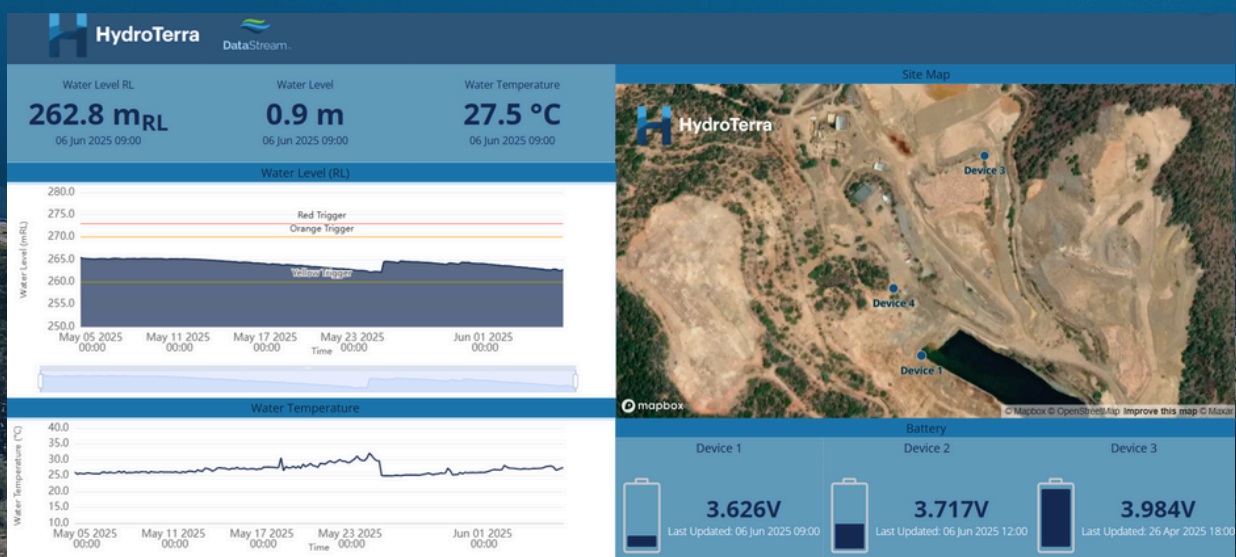 HydroTerra
DataStream
Water Level RL
262.8 mRL
06 Jun 2025 09:00
Water Level
0.9 m
06 Jun 2025 09:00
Water Temperature
27.5 °C
06 Jun 2025 09:00
Water Level (RL)
Water Level (mRL)
280.0
275.0
270.0
265.0
260.0
255.0
250.0
Red Trigger
Orange Trigger
Yellow Trigger
May 05 2025 May 11 2025 May 17 2025 May 23 2025 Jun 01 2025
00:00 00:00 00:00 00:00 00:00
Time
Water Temperature
Water Temperature (°C)
40.0
35.0
30.0
25.0
20.0
15.0
10.0
May 05 2025 May 11 2025 May 17 2025 May 23 2025 Jun 01 2025
00:00 00:00 00:00 00:00 00:00
Time
Site Map
HydroTerra
Device 3
Device 4
Device 1
mapbox
© Mapbox © OpenStreetMap Improve this map © Maxar
Battery
Device 1
3.626V
Last Updated: 06 Jun 2025 09:00
Device 2
3.717V
Last Updated: 06 Jun 2025 12:00
Device 3
3.984V
Last Updated: 26 Apr 2025 18:00